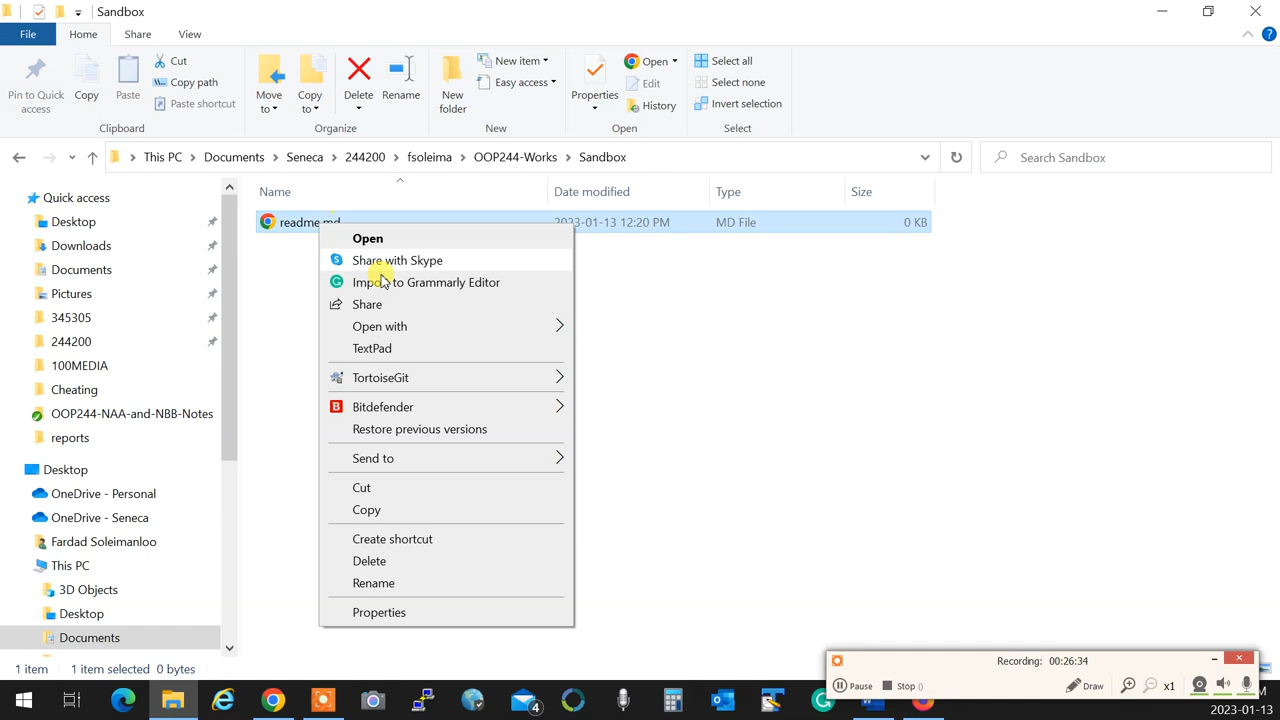 Sandbox
File Home Share View
Pin to Quick access
Copy
Paste
Cut
Copy path
Paste shortcut
Clipboard
Move to
Copy to
Delete
Rename
Organize
New folder
New item
Easy access
New
Properties
Open
Edit
History
Open
Select all
Select none
Invert selection
Select
This PC > Documents > Seneca > 244200 > fsoleima > OOP244-Works > Sandbox
Search Sandbox
Name Date modified Type Size
readme.md 2023-01-13 12:20 PM MD File 0 KB
Quick access
Desktop
Downloads
Documents
Pictures
345305
244200
100MEDIA
Cheating
OOP244-NAA-and-NBB-Notes
reports
Desktop
OneDrive - Personal
OneDrive - Seneca
Fardad Soleimanloo
This PC
3D Objects
Desktop
Documents
Open
Share with Skype
Import to Grammarly Editor
Share
Open with
TextPad
TortoiseGit
Bitdefender
Restore previous versions
Send to
Cut
Copy
Create shortcut
Delete
Rename
Properties
1 item 1 item selected 0 bytes
Recording: 00:26:34
Pause Stop () Draw x1
4
2023-01-13